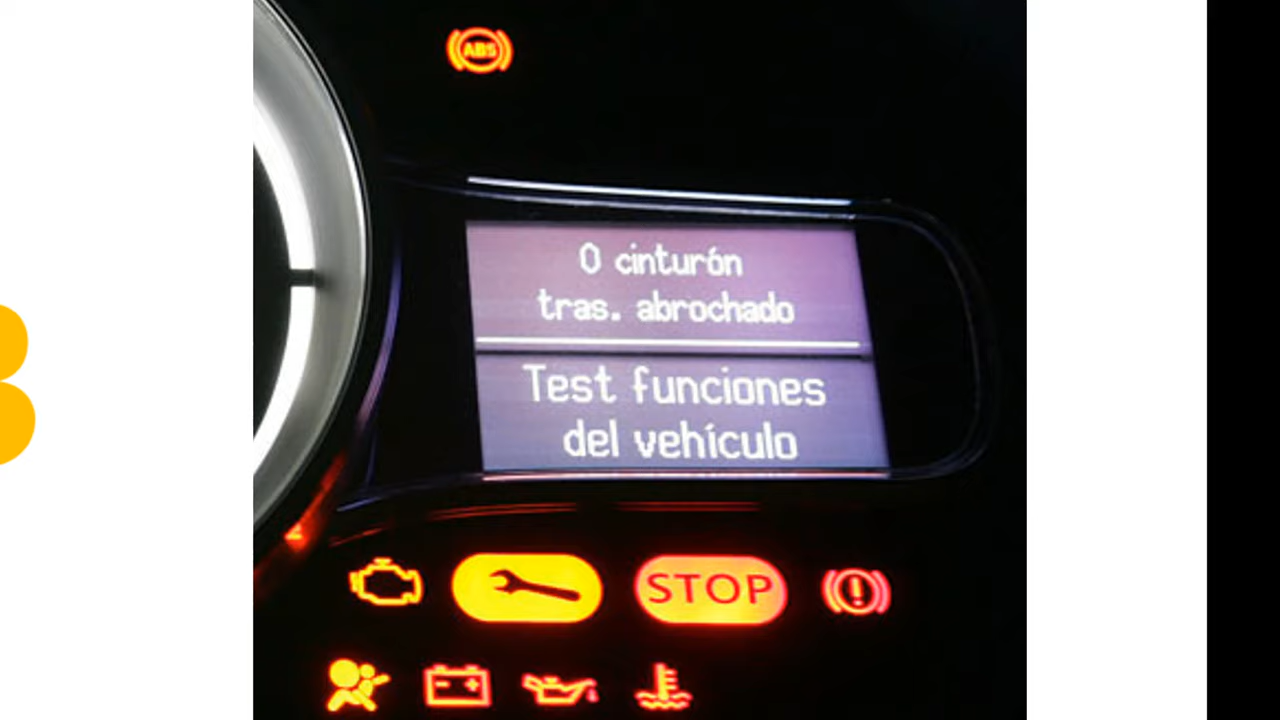 ABS
0 cinturón
tras. abrochado
Test funciones
del vehículo
STOP